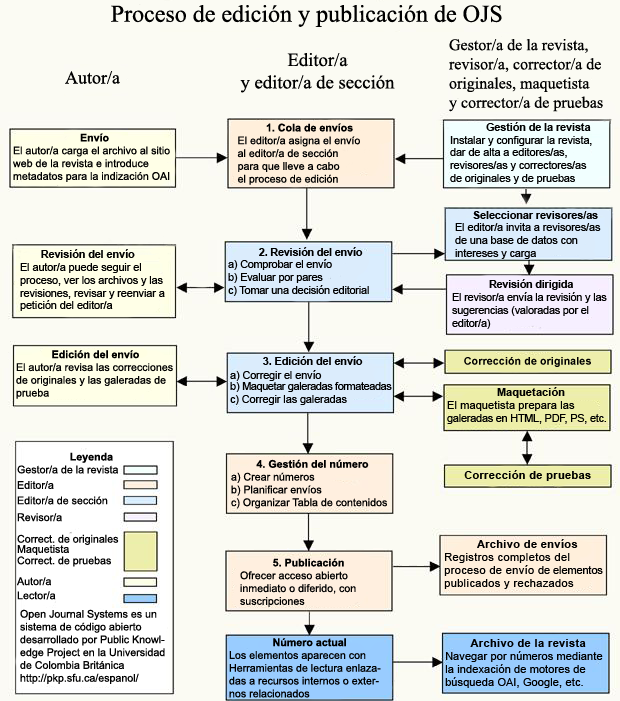 Proceso de edición y publicación de OJS
Autor/a
Editor/a
y editor/a de sección
Gestor/a de la revista,
revisor/a, corrector/a de
originales, maquetista
y corrector/a de pruebas
Envío
El autor/a carga el archivo al sitio
web de la revista e introduce
metadatos para la indización OAI
1. Cola de envíos
El editor/a asigna el envío
al editor/a de sección
para que lleve a cabo
el proceso de edición
Gestión de la revista
Instalar y configurar la revista,
dar de alta a editores/as,
revisores/as y correctores/as
de originales y de pruebas
Seleccionar revisores/as
El editor/a invita a revisores/as
de una base de datos con
intereses y carga
Revisión del envío
El autor/a puede seguir el
proceso, ver los archivos y las
revisiones, revisar y reenviar a
petición del editor/a
2. Revisión del envío
a) Comprobar el envío
b) Evaluar por pares
c) Tomar una decisión editorial
Revisión dirigida
El revisor/a envía la revisión y las
sugerencias (valoradas por el
editor/a)
Edición del envío
El autor/a revisa las correcciones
de originales y las galeradas de
prueba
3. Edición del envío
a) Corregir el envío
b) Maquetar galeradas formateadas
c) Corregir las galeradas
Corrección de originales
Maquetación
El maquetista prepara las
galeradas en HTML, PDF, PS, etc.
Corrección de pruebas
4. Gestión del número
a) Crear números
b) Planificar envíos
c) Organizar Tabla de contenidos
5. Publicación
Ofrecer acceso abierto
inmediato o diferido, con
suscripciones
Archivo de envíos
Registros completos del
proceso de envío de elementos
publicados y rechazados
Número actual
Los elementos aparecen con
Herramientas de lectura enlaza-
das a recursos internos o exter-
nos relacionados
Archivo de la revista
Navegar por números mediante
la indexación de motores de
búsqueda OAI, Google, etc.
Leyenda
Gestor/a de la revista
Editor/a
Editor/a de sección
Revisor/a
Correct. de originales
Maquetista
Correct. de pruebas
Autor/a
Lector/a
Open Journal Systems es un
sistema de código abierto
desarrollado por Public Knowl-
edge Project en la Universidad
de Colombia Británica
http://pkp.sfu.ca/espanol/